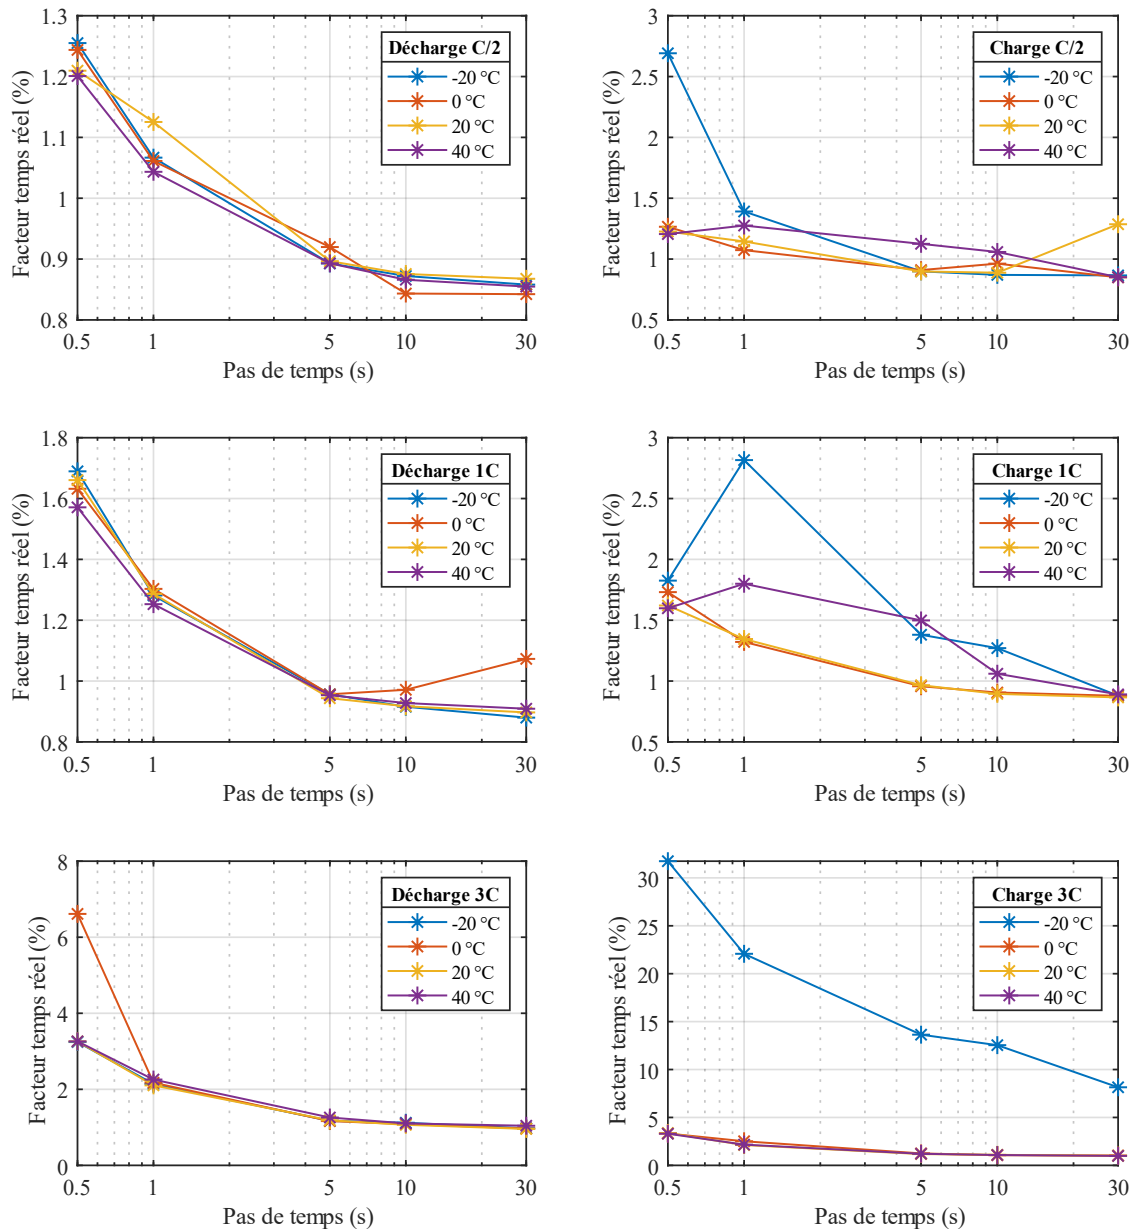 Facteur temps réel (%)
1.3
1.2
1.1
1
0.9
0.8
Décharge C/2
-20 °C
0 °C
20 °C
40 °C
0.5 1 5 10 30
Pas de temps (s)
Facteur temps réel (%)
3
2.5
2
1.5
1
0.5
Charge C/2
-20 °C
0 °C
20 °C
40 °C
0.5 1 5 10 30
Pas de temps (s)
Facteur temps réel (%)
1.8
1.6
1.4
1.2
1
0.8
Décharge 1C
-20 °C
0 °C
20 °C
40 °C
0.5 1 5 10 30
Pas de temps (s)
Facteur temps réel (%)
3
2.5
2
1.5
1
0.5
Charge 1C
-20 °C
0 °C
20 °C
40 °C
0.5 1 5 10 30
Pas de temps (s)
Facteur temps réel (%)
8
6
4
2
0
Décharge 3C
-20 °C
0 °C
20 °C
40 °C
0.5 1 5 10 30
Pas de temps (s)
Facteur temps réel (%)
30
25
20
15
10
5
0
Charge 3C
-20 °C
0 °C
20 °C
40 °C
0.5 1 5 10 30
Pas de temps (s)